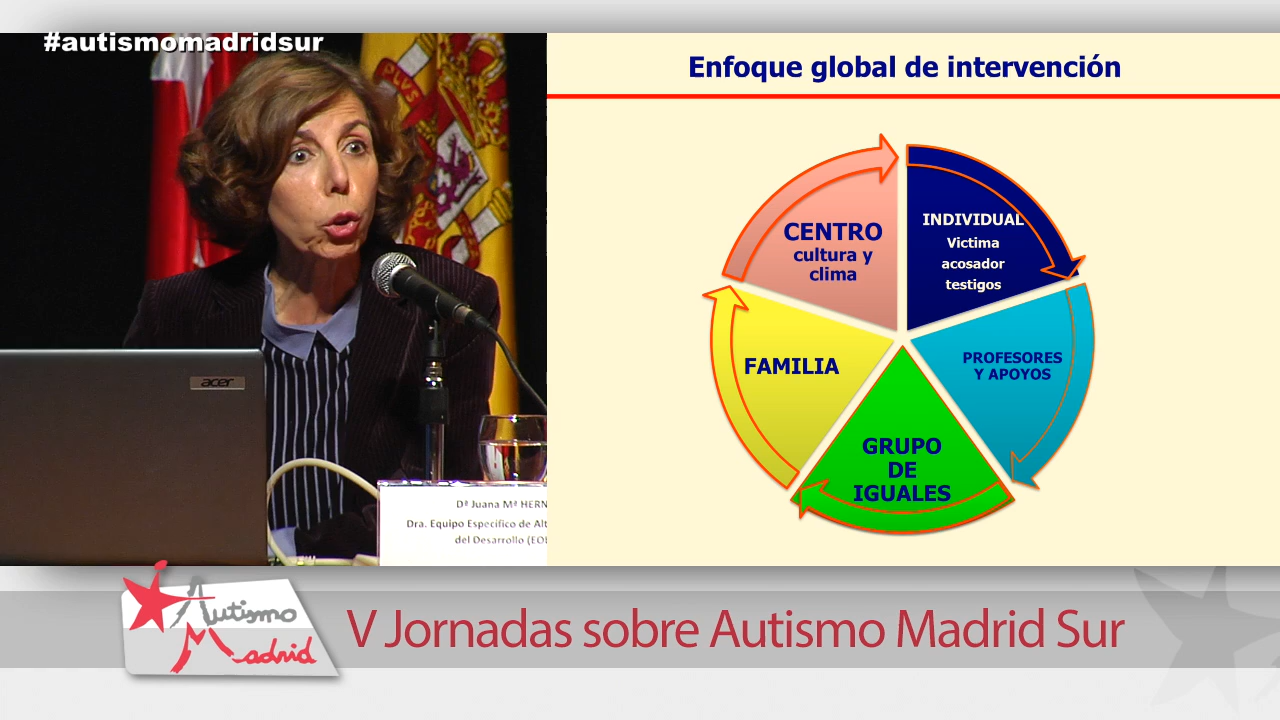 #autismomadridsur
PLVS
acer
Dª Juana Mª HERN
Dra. Equipo Específico de Alt
del Desarrollo (EOE
Enfoque global de intervención
CENTRO
cultura y
clima
INDIVIDUAL
Victima
acosador
testigos
PROFESORES
Y APOYOS
GRUPO
DE
IGUALES
FAMILIA
Autismo
Madrid
V Jornadas sobre Autismo Madrid Sur